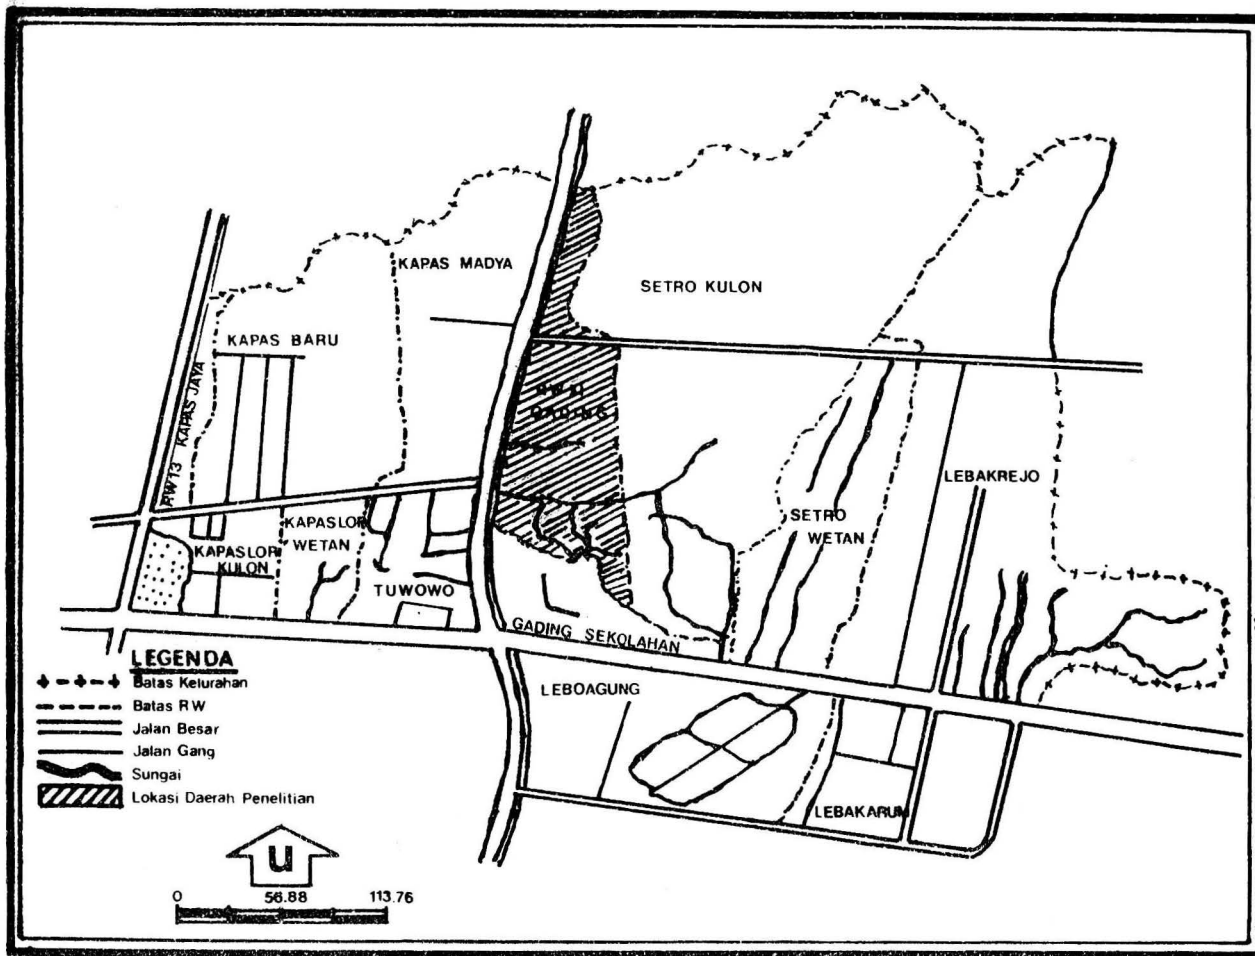 KAPAS MADYA
SETRO KULON
KAPAS BARU
RW13 KAPAS JAYA
GADING
LEBAKREJO
SETRO
WETAN
KAPASLOR
WETAN
KAPASLOR
KULON
TUWOWO
GADING SEKOLAHAN
LEBOAGUNG
LEBAKARUM
LEGENDA
Batas Kelurahan
Batas RW
Jalan Besar
Jalan Gang
Sungai
Lokasi Daerah Penelitian
U
0 56.88 113.76